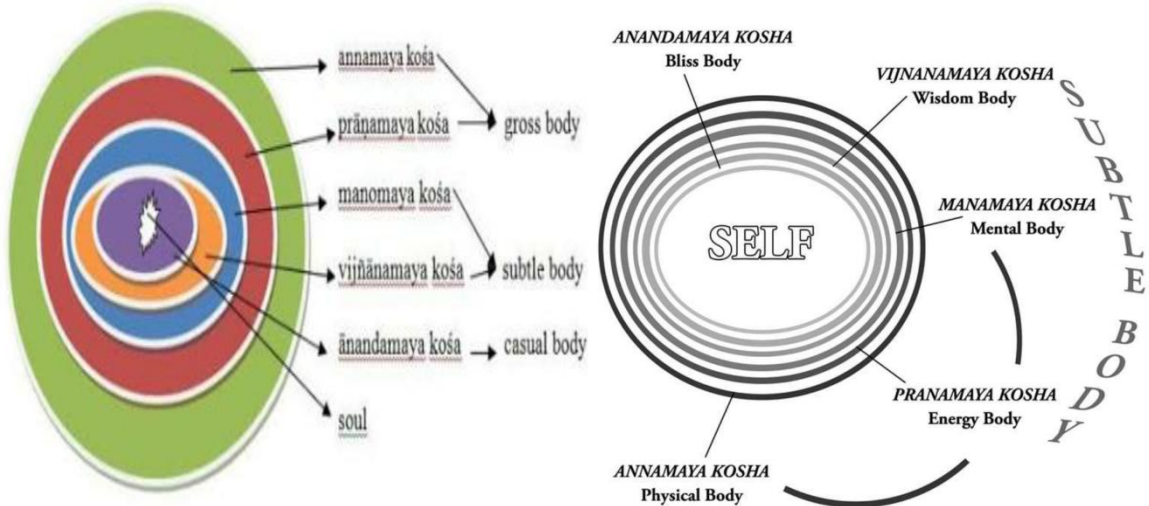 annamaya kośa
prāṇamaya kośa
gross body
manomaya kośa
vijñānamaya kośa
subtle body
ānandamaya kośa
casual body
soul
ANANDAMAYA KOSHA
Bliss Body
VIJNANAMAYA KOSHA
Wisdom Body
MANAMAYA KOSHA
Mental Body
SELF
PRANAMAYA KOSHA
Energy Body
ANNAMAYA KOSHA
Physical Body
SUBTLE BODY